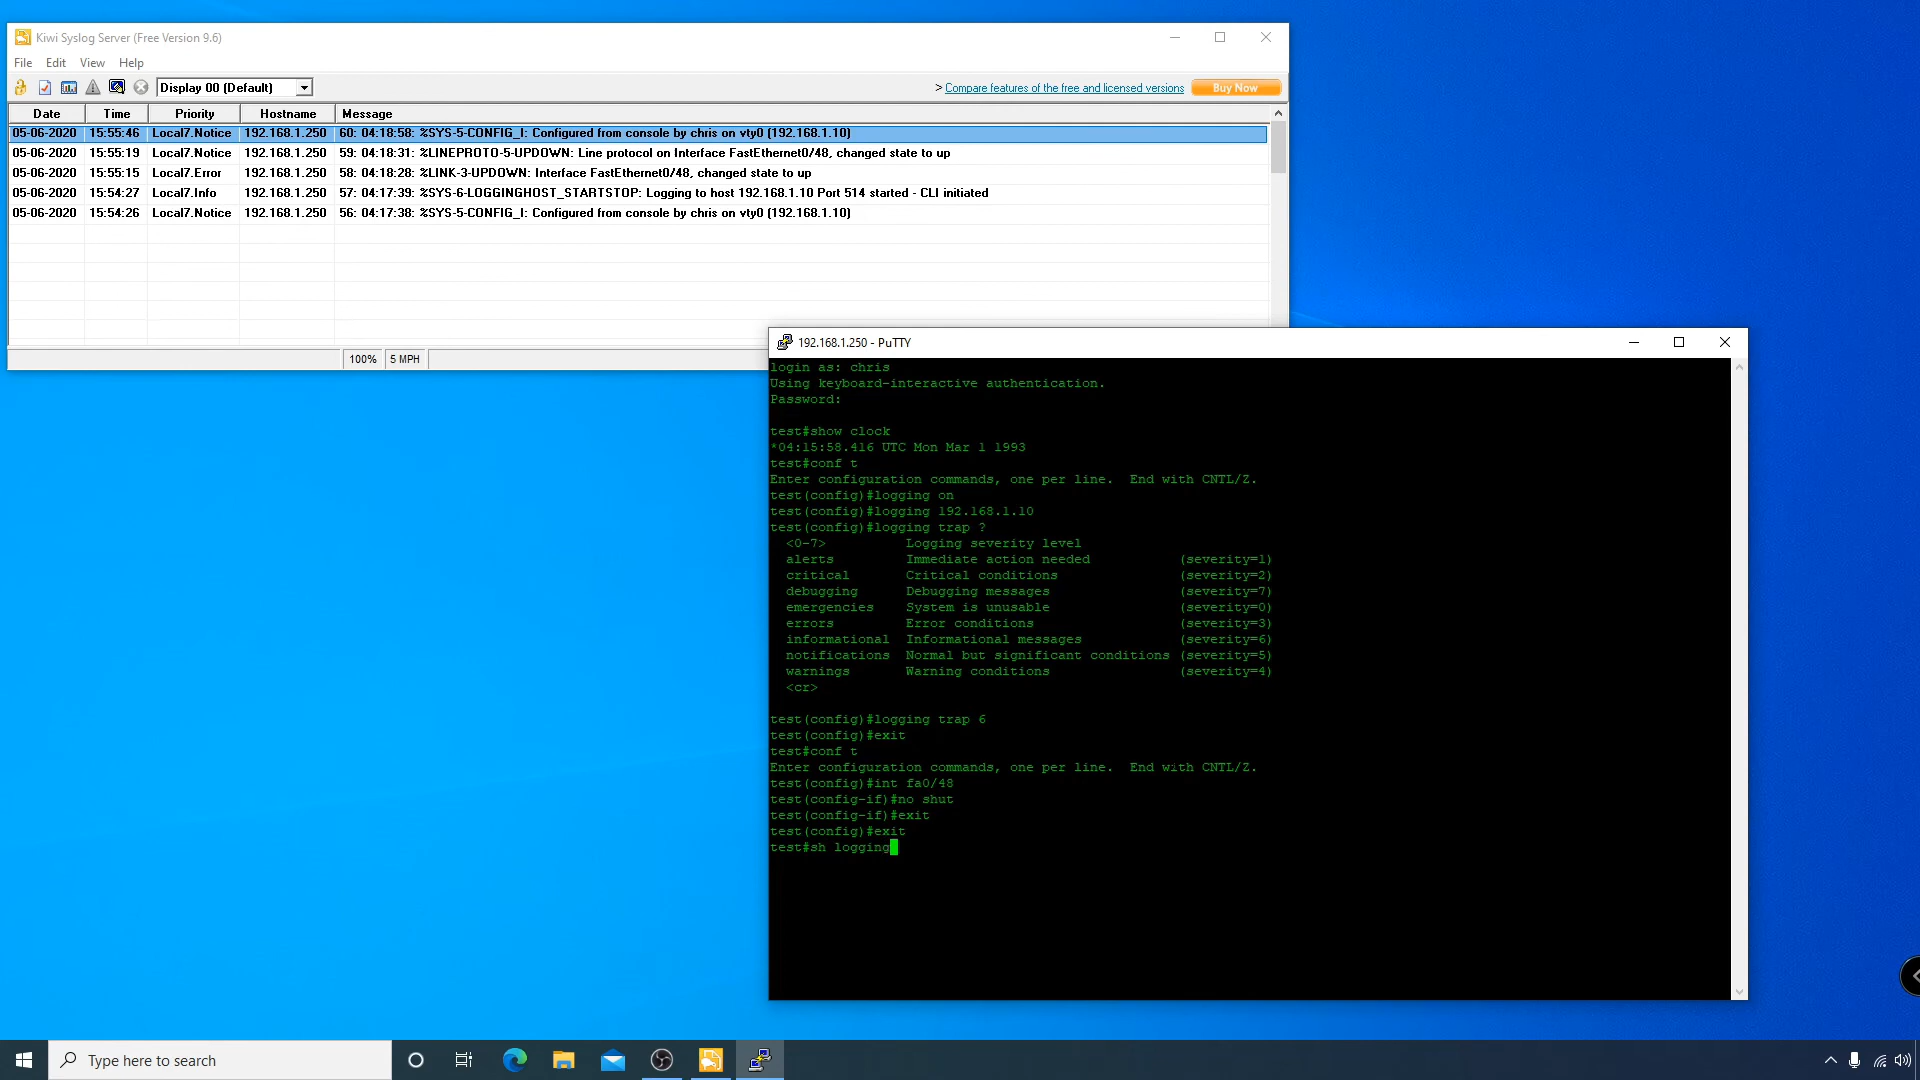 Kiwi Syslog Server (Free Version 9.6)
File Edit View Help
Display 00 (Default)
> Compare features of the free and licensed versions Buy Now
Date Time Priority Hostname Message
05-06-2020 15:55:46 Local7.Notice 192.168.1.250 60: 04:18:58: %SYS-5-CONFIG_I: Configured from console by chris on vty0 (192.168.1.10)
05-06-2020 15:55:19 Local7.Notice 192.168.1.250 59: 04:18:31: %LINEPROTO-5-UPDOWN: Line protocol on Interface FastEthernet0/48, changed state to up
05-06-2020 15:55:15 Local7.Error 192.168.1.250 58: 04:18:28: %LINK-3-UPDOWN: Interface FastEthernet0/48, changed state to up
05-06-2020 15:54:27 Local7.Info 192.168.1.250 57: 04:17:39: %SYS-6-LOGGINGHOST_STARTSTOP: Logging to host 192.168.1.10 Port 514 started - CLI initiated
05-06-2020 15:54:26 Local7.Notice 192.168.1.250 56: 04:17:38: %SYS-5-CONFIG_I: Configured from console by chris on vty0 (192.168.1.10)
100% 5 MPH
192.168.1.250 - PuTTY
login as: chris
Using keyboard-interactive authentication.
Password:
test#show clock
*04:15:58.416 UTC Mon Mar 1 1993
test#conf t
Enter configuration commands, one per line.  End with CNTL/Z.
test(config)#logging on
test(config)#logging 192.168.1.10
test(config)#logging trap ?
<0-7> Logging severity level
alerts Immediate action needed (severity=1)
critical Critical conditions (severity=2)
debugging Debugging messages (severity=7)
emergencies System is unusable (severity=0)
errors Error conditions (severity=3)
informational Informational messages (severity=6)
notifications Normal but significant conditions (severity=5)
warnings Warning conditions (severity=4)
<cr>
test(config)#logging trap 6
test(config)#exit
test#conf t
Enter configuration commands, one per line.  End with CNTL/Z.
test(config)#int fa0/48
test(config-if)#no shut
test(config-if)#exit
test(config)#exit
test#sh logging
Type here to search